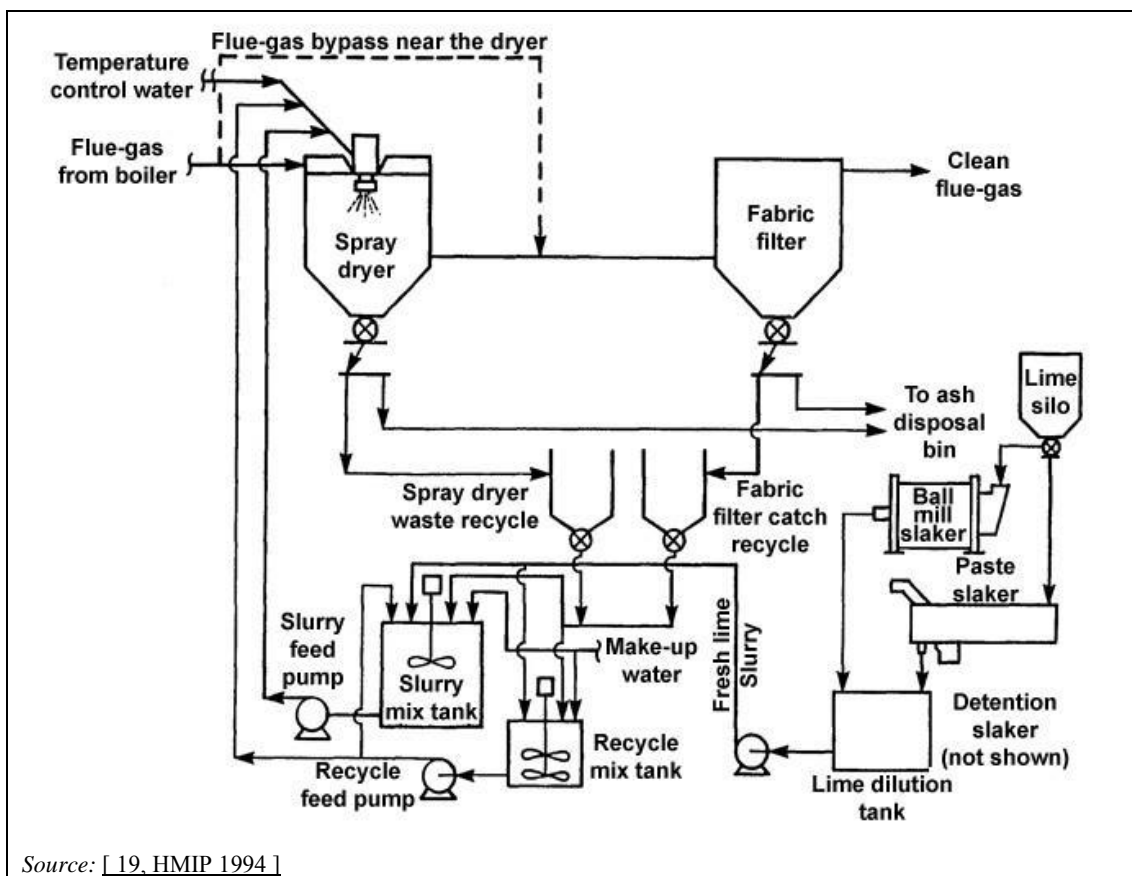 Flue-gas bypass near the dryer
Temperature
control water
Flue-gas
from boiler
Spray
dryer
Fabric
filter
Clean
flue-gas
Lime
silo
To ash
disposal
bin
Spray dryer
waste recycle
Fabric
filter catch
recycle
Ball
mill
slaker
Paste
slaker
Slurry
feed
pump
Slurry
mix tank
Make-up
water
Fresh lime
Slurry
Recycle
mix tank
Recycle
feed pump
Detention
slaker
(not shown)
Lime dilution
tank
Source: [ 19, HMIP 1994 ]